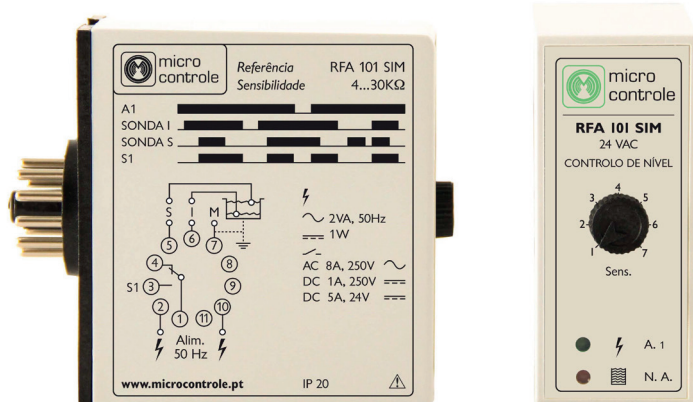 micro
controle
Referência RFA 101 SIM
Sensibilidade 4...30KΩ
A1
SONDA I
SONDA S
S1
S I M
5 6 7
4 8
S1 3 9
2 1 11 10
Alim.
50 Hz
2VA, 50Hz
1W
AC 8A, 250V
DC 1A, 250V
DC 5A, 24V
www.microcontrole.pt IP 20
micro
controle
RFA 101 SIM
24 VAC
CONTROLO DE NÍVEL
1 2 3 4 5 6 7
Sens.
A. 1
N. A.